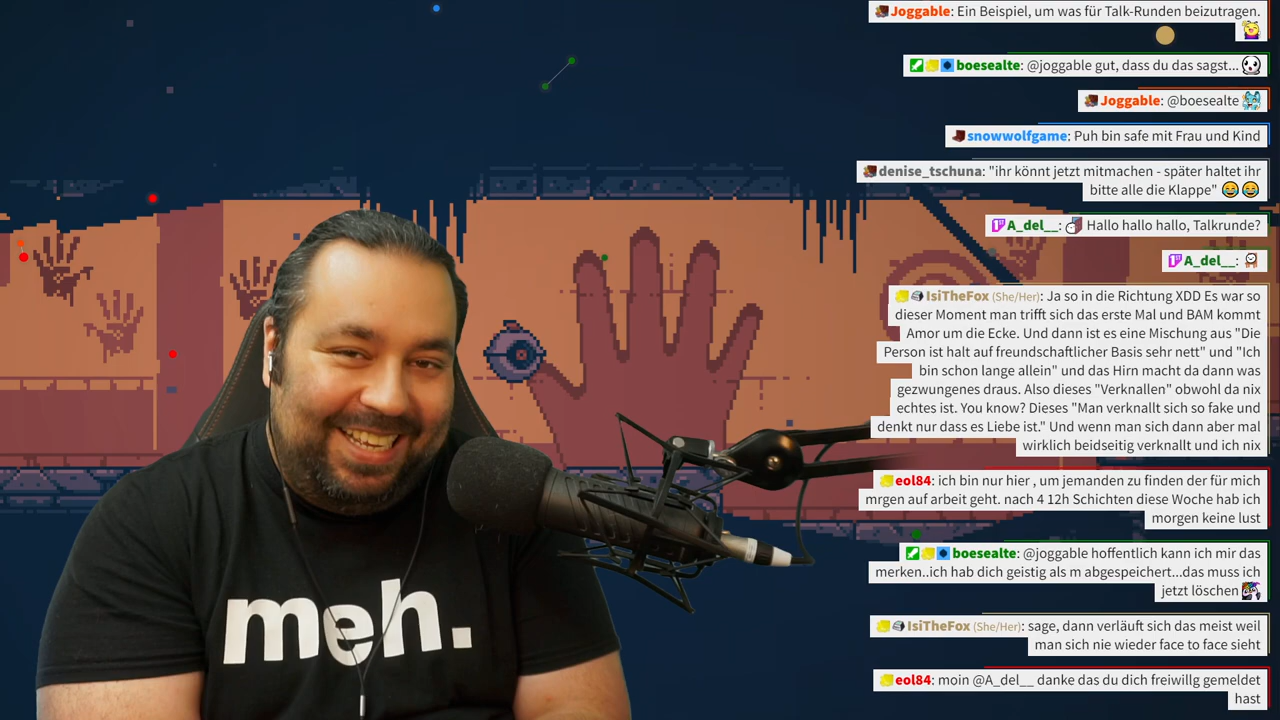 Joggable: Ein Beispiel, um was für Talk-Runden beizutragen.
boesealte: @joggable gut, dass du das sagst...
Joggable: @boesealte
snowwolfgame: Puh bin safe mit Frau und Kind
denise_tschuna: "ihr könnt jetzt mitmachen - später haltet ihr
bitte alle die Klappe"
A_del__: Hallo hallo hallo, Talkrunde?
A_del__:
IsiTheFox (She/Her): Ja so in die Richtung XDD Es war so
dieser Moment man trifft sich das erste Mal und BAM kommt
Amor um die Ecke. Und dann ist es eine Mischung aus "Die
Person ist halt auf freundschaftlicher Basis sehr nett" und "Ich
bin schon lange allein" und das Hirn macht da dann was
gezwungenes draus. Also dieses "Verknallen" obwohl da nix
echtes ist. You know? Dieses "Man verknallt sich so fake und
denkt nur dass es Liebe ist." Und wenn man sich dann aber mal
wirklich beidseitig verknallt und ich nix
eol84: ich bin nur hier , um jemanden zu finden der für mich
mrgen auf arbeit geht. nach 4 12h Schichten diese Woche hab ich
morgen keine lust
boesealte: @joggable hoffentlich kann ich mir das
merken..ich hab dich geistig als m abgespeichert...das muss ich
jetzt löschen
IsiTheFox (She/Her): sage, dann verläuft sich das meist weil
man sich nie wieder face to face sieht
eol84: moin @A_del__ danke das du dich freiwillg gemeldet
hast
meh.